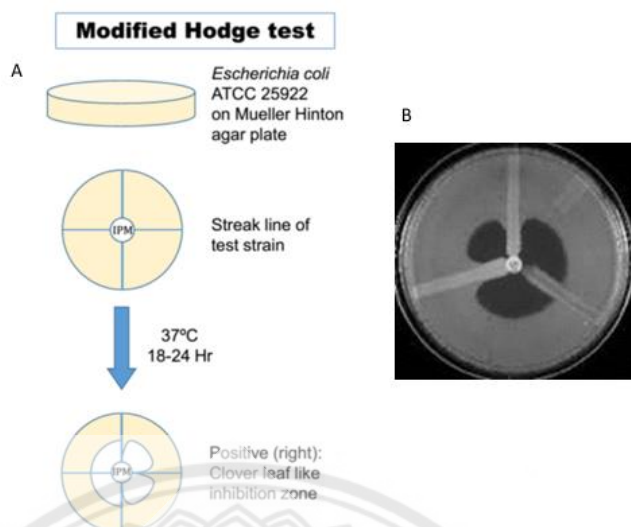 Modified Hodge test
A
Escherichia coli
ATCC 25922
on Mueller Hinton
agar plate
B
IPM
Streak line of
test strain
37ºC
18-24 Hr
IPM
Positive (right):
Clover leaf like
inhibition zone